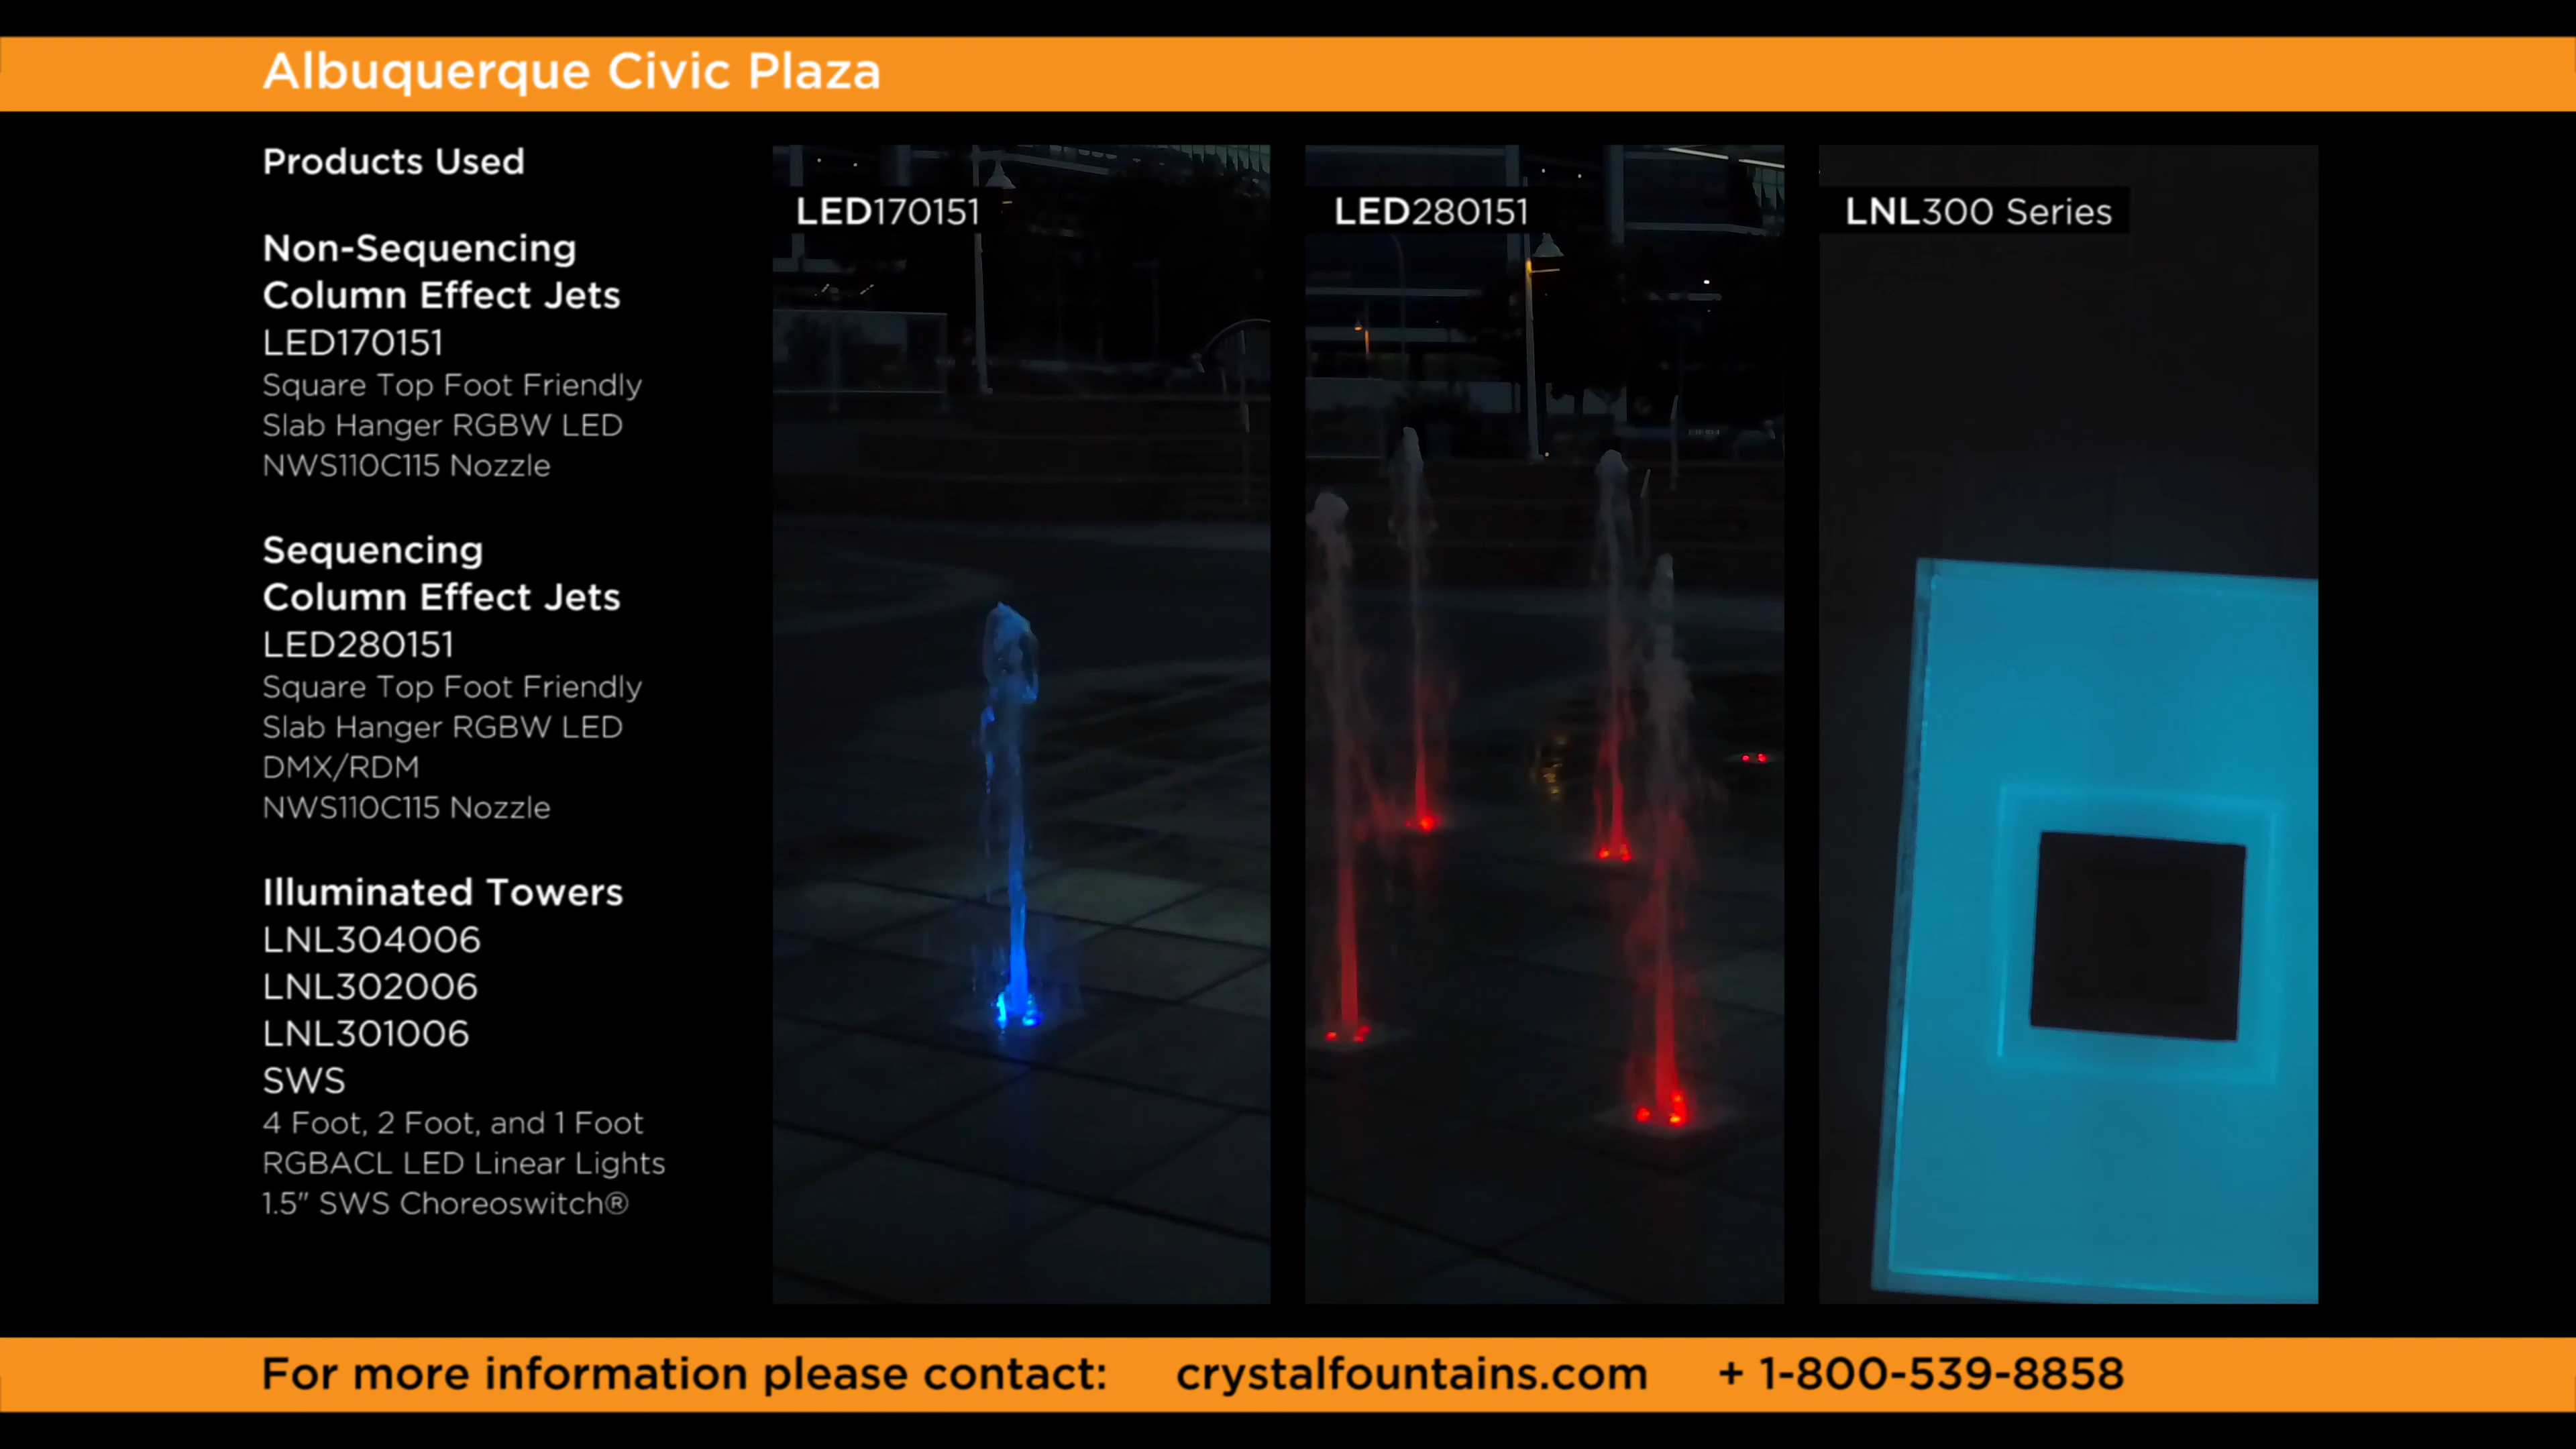 Albuquerque Civic Plaza
Products Used
Non-Sequencing
Column Effect Jets
LED170151
Square Top Foot Friendly
Slab Hanger RGBW LED
NWS110C115 Nozzle
Sequencing
Column Effect Jets
LED280151
Square Top Foot Friendly
Slab Hanger RGBW LED
DMX/RDM
NWS110C115 Nozzle
Illuminated Towers
LNL304006
LNL302006
LNL301006
SWS
4 Foot, 2 Foot, and 1 Foot
RGBACL LED Linear Lights
1.5" SWS Choreoswitch®
LED170151
LED280151
LNL300 Series
For more information please contact: crystalfountains.com + 1-800-539-8858